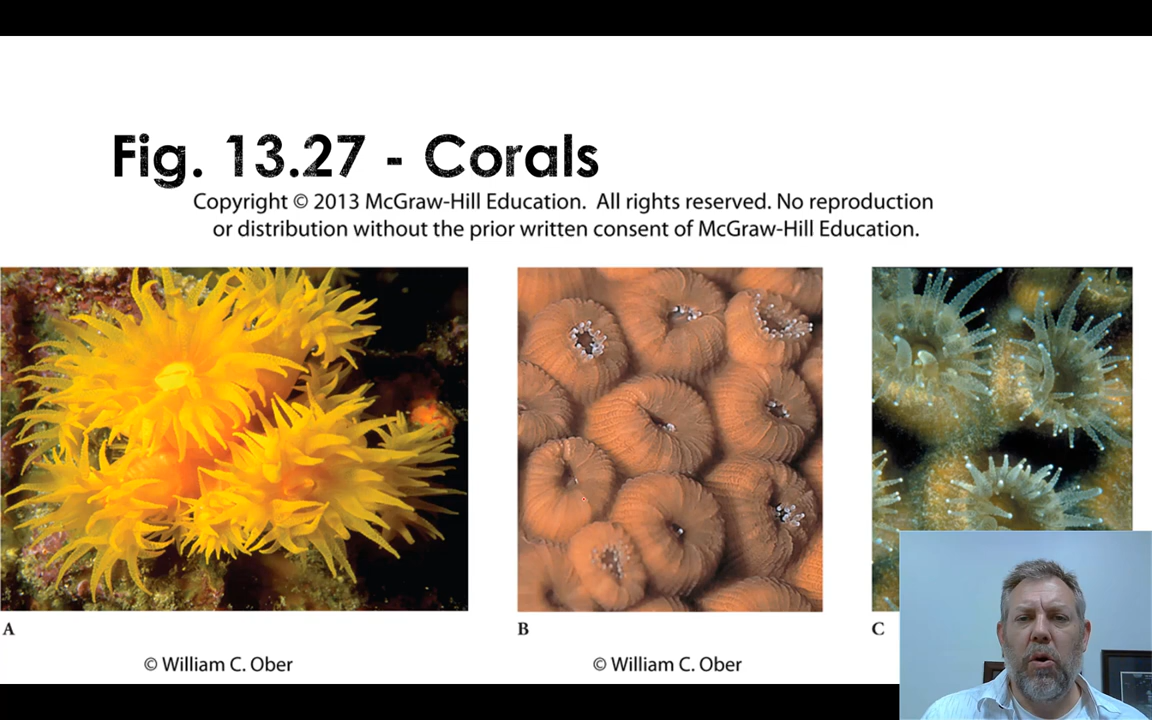 Fig. 13.27 - Corals
Copyright © 2013 McGraw-Hill Education. All rights reserved. No reproduction
or distribution without the prior written consent of McGraw-Hill Education.
A
B
C
© William C. Ober
© William C. Ober